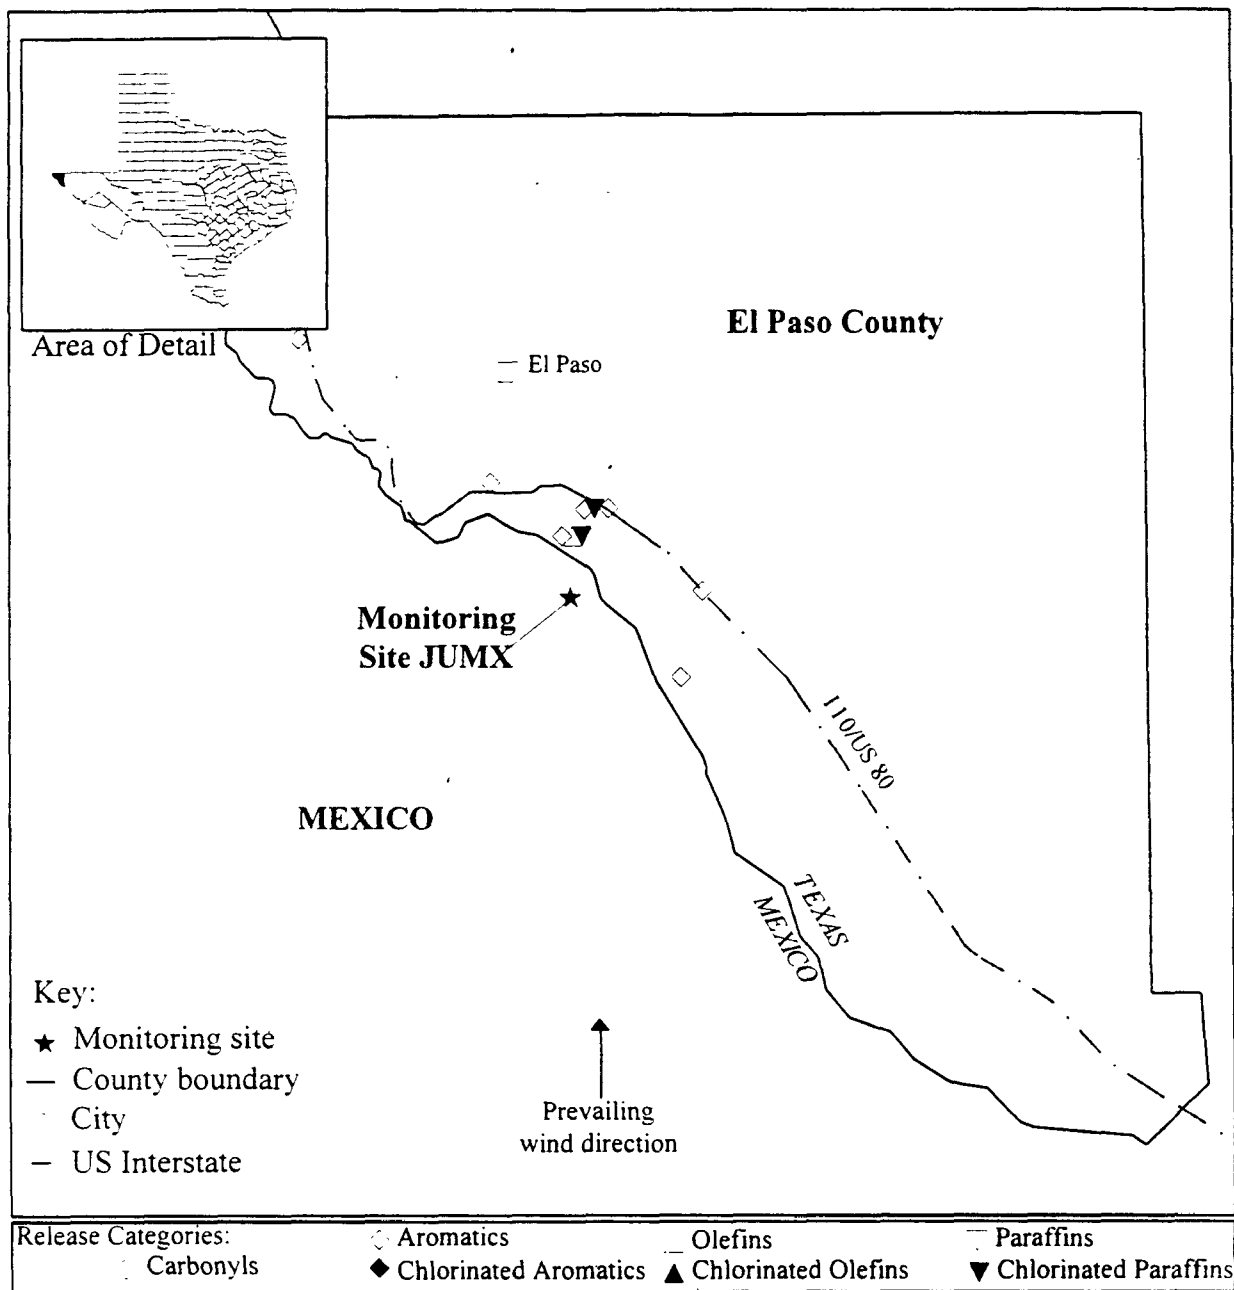 Area of Detail
El Paso County
El Paso
Monitoring
Site JUMX
I 10/US 80
MEXICO
TEXAS
MEXICO
Key:
Monitoring site
County boundary
City
US Interstate
Prevailing
wind direction
Release Categories:
Aromatics
Olefins
Paraffins
Carbonyls
Chlorinated Aromatics
Chlorinated Olefins
Chlorinated Paraffins